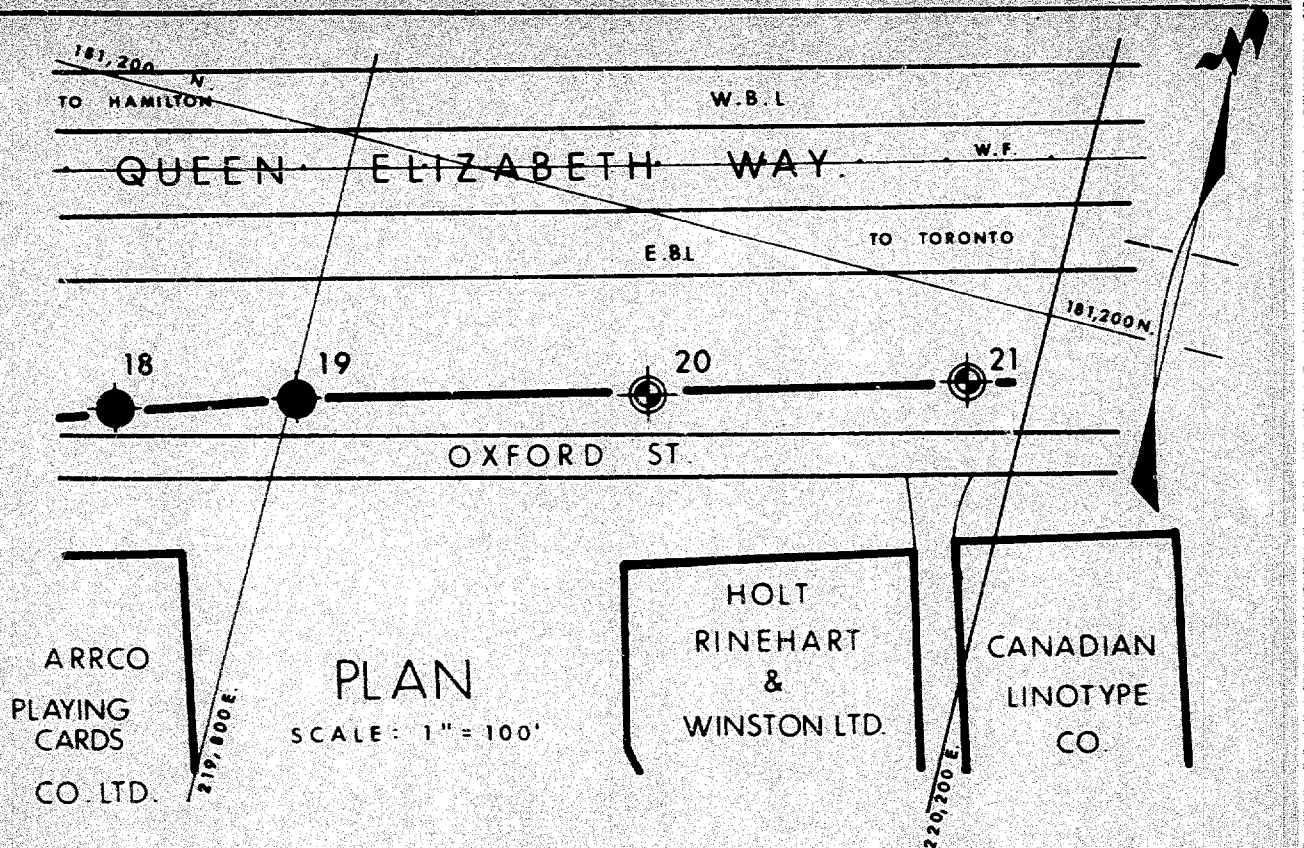 181,200 N.
TO HAMILTON
W.B.L
QUEEN ELIZABETH WAY.
W.F.
E.B.L
TO TORONTO
181,200 N.
18
19
20
21
OXFORD ST.
ARRCO
PLAYING
CARDS
CO. LTD.
219,800 E.
PLAN
SCALE: 1" = 100'
HOLT
RINEHART
&
WINSTON LTD.
220,200 E.
CANADIAN
LINOTYPE
CO.
N